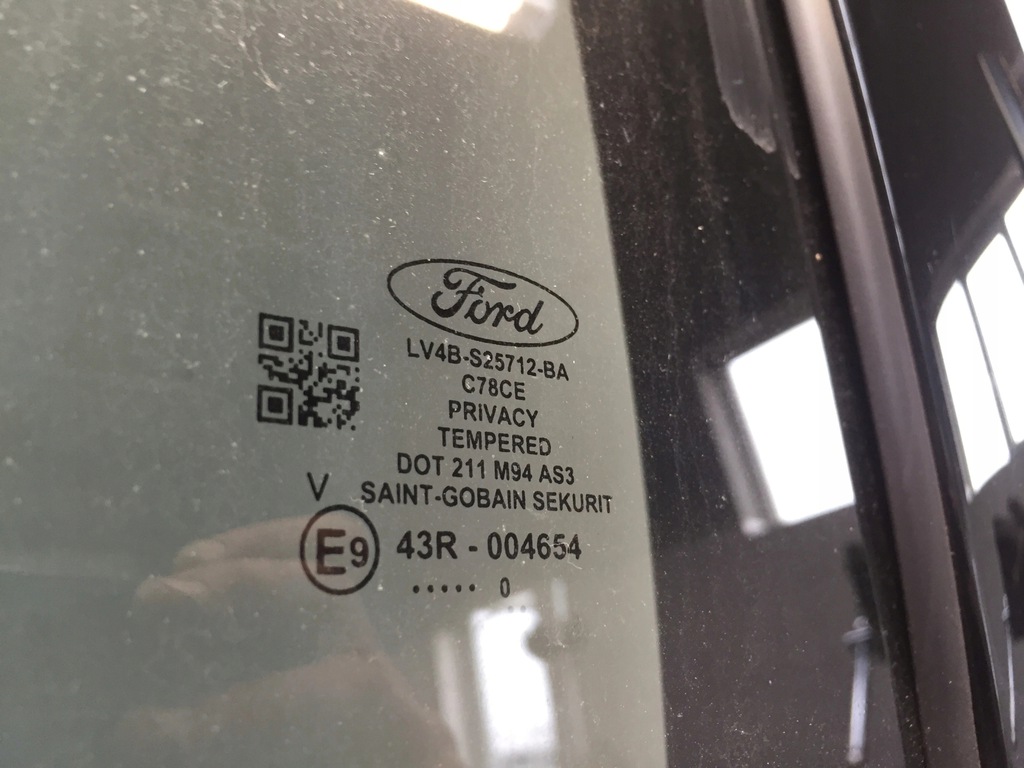 Ford
LV4B-S25712-BA
C78CE
PRIVACY
TEMPERED
DOT 211 M94 AS3
V SAINT-GOBAIN SEKURIT
E9 43R - 004654
..... 0